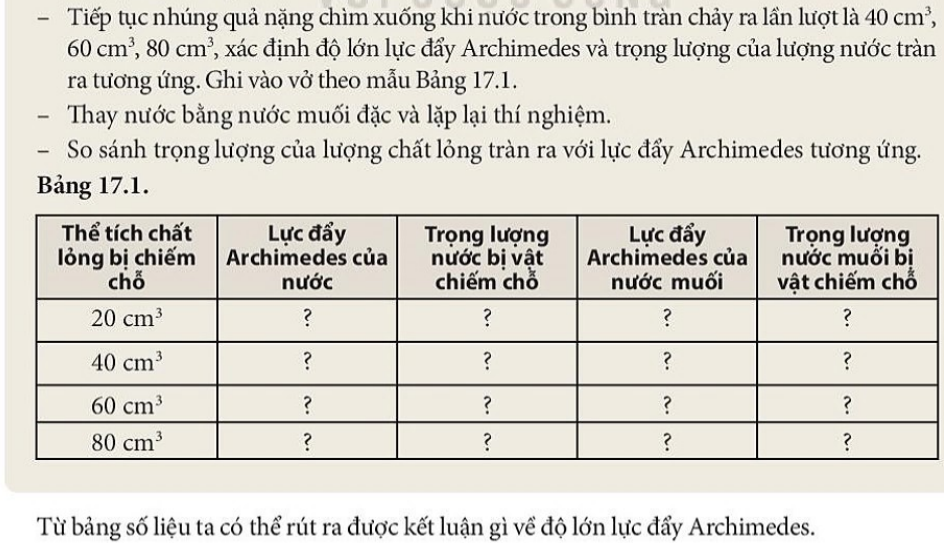 – Tiếp tục nhúng quả nặng chìm xuống khi nước trong bình tràn chảy ra lần lượt là 40 cm³,
60 cm³, 80 cm³, xác định độ lớn lực đẩy Archimedes và trọng lượng của lượng nước tràn
ra tương ứng. Ghi vào vở theo mẫu Bảng 17.1.
– Thay nước bằng nước muối đặc và lặp lại thí nghiệm.
– So sánh trọng lượng của lượng chất lỏng tràn ra với lực đẩy Archimedes tương ứng.
Bảng 17.1.
Thể tích chất lỏng bị chiếm chỗ | Lực đẩy Archimedes của nước | Trọng lượng nước bị vật chiếm chỗ | Lực đẩy Archimedes của nước muối | Trọng lượng nước muối bị vật chiếm chỗ
20 cm³ | ? | ? | ? | ?
40 cm³ | ? | ? | ? | ?
60 cm³ | ? | ? | ? | ?
80 cm³ | ? | ? | ? | ?
Từ bảng số liệu ta có thể rút ra được kết luận gì về độ lớn lực đẩy Archimedes.